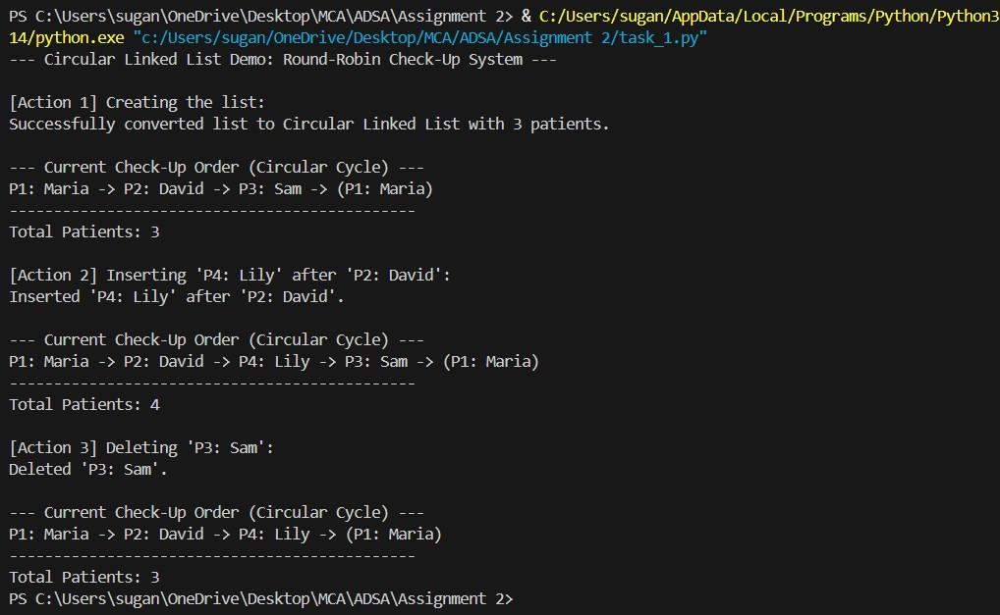 PS C:\Users\sugan\OneDrive\Desktop\MCA\ADSA\Assignment 2> & C:/Users/sugan/AppData/Local/Programs/Python/Python3
14/python.exe "c:/Users/sugan/OneDrive/Desktop/MCA/ADSA/Assignment 2/task_1.py"
--- Circular Linked List Demo: Round-Robin Check-Up System ---
[Action 1] Creating the list:
Successfully converted list to Circular Linked List with 3 patients.
--- Current Check-Up Order (Circular Cycle) ---
P1: Maria -> P2: David -> P3: Sam -> (P1: Maria)
----------------------------------------------
Total Patients: 3
[Action 2] Inserting 'P4: Lily' after 'P2: David':
Inserted 'P4: Lily' after 'P2: David'.
--- Current Check-Up Order (Circular Cycle) ---
P1: Maria -> P2: David -> P4: Lily -> P3: Sam -> (P1: Maria)
----------------------------------------------
Total Patients: 4
[Action 3] Deleting 'P3: Sam':
Deleted 'P3: Sam'.
--- Current Check-Up Order (Circular Cycle) ---
P1: Maria -> P2: David -> P4: Lily -> (P1: Maria)
----------------------------------------------
Total Patients: 3
PS C:\Users\sugan\OneDrive\Desktop\MCA\ADSA\Assignment 2>